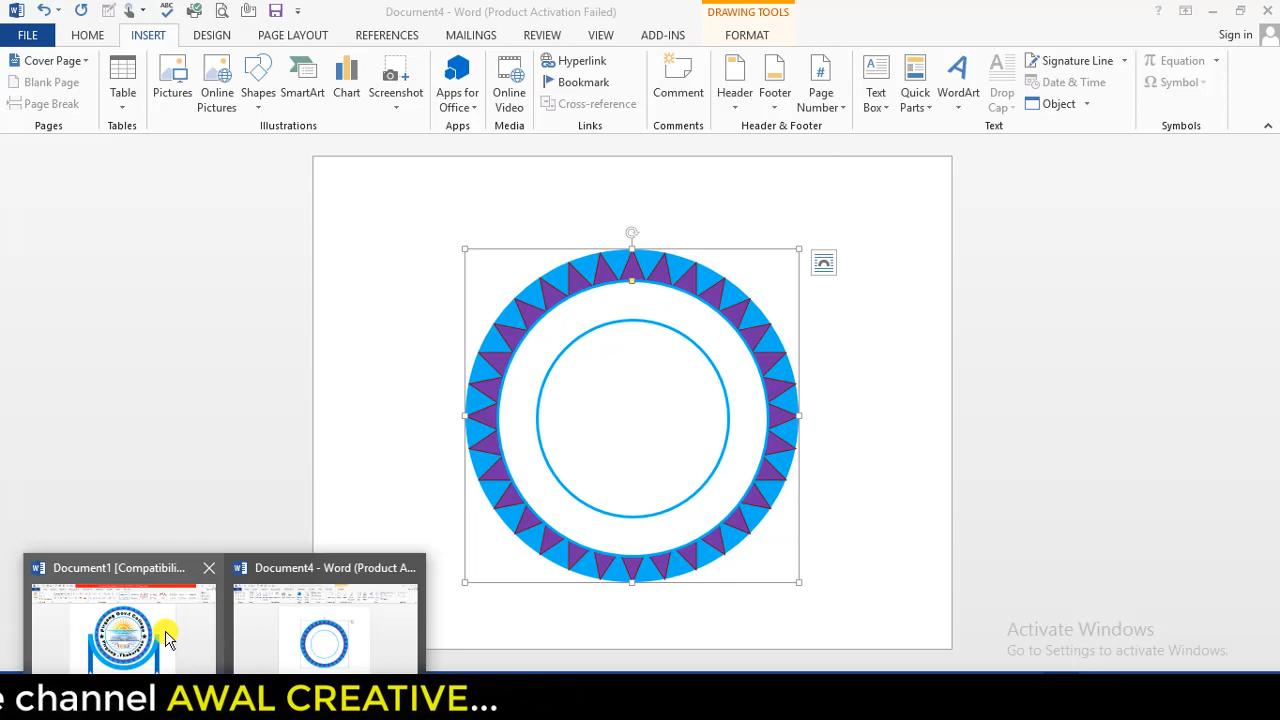 Document4 - Word (Product Activation Failed)
DRAWING TOOLS
FILE
HOME
INSERT
DESIGN
PAGE LAYOUT
REFERENCES
MAILINGS
REVIEW
VIEW
ADD-INS
FORMAT
Sign in
Cover Page
Blank Page
Page Break
Pages
Table
Tables
Pictures
Online Pictures
Shapes
SmartArt
Chart
Screenshot
Illustrations
Apps for Office
Apps
Online Video
Media
Hyperlink
Bookmark
Cross-reference
Links
Comment
Comments
Header
Footer
Page Number
Header & Footer
Text Box
Quick Parts
WordArt
Drop Cap
Signature Line
Date & Time
Object
Text
Equation
Symbol
Symbols
Document1 [Compatibili...
Document4 - Word (Product A...
Activate Windows
Go to Settings to activate Windows.
e channel AWAL CREATIVE...